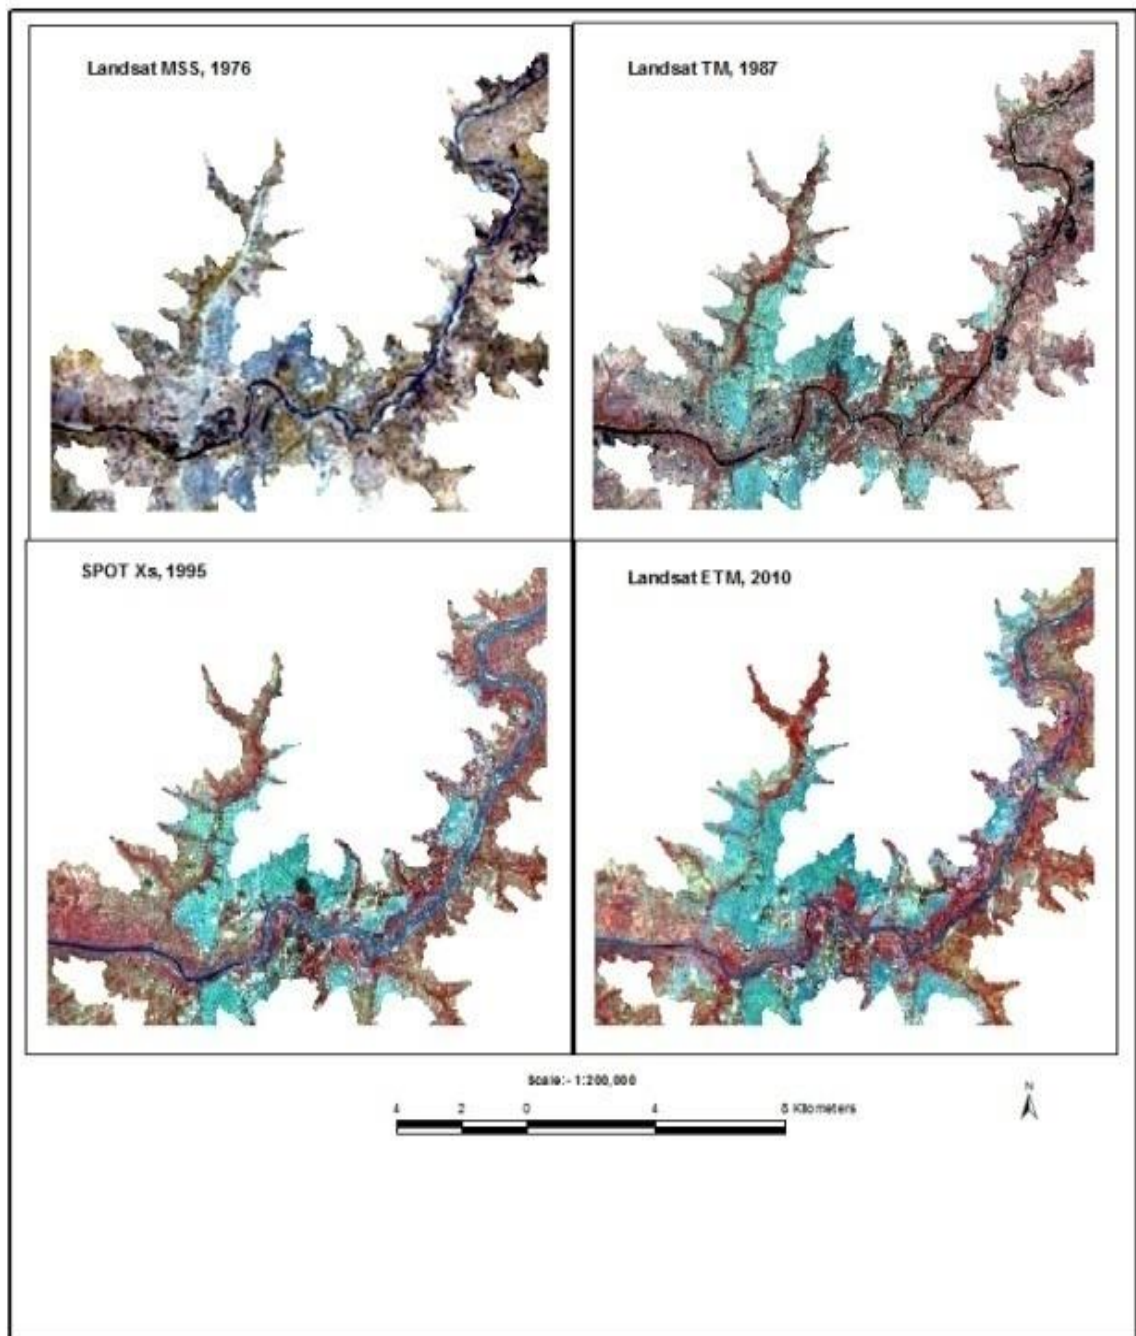 Landsat MSS, 1976
Landsat TM, 1987
SPOT Xs, 1995
Landsat ETM, 2010
Scale:- 1:200,000
4 2 0 4 8 Kilometers
N